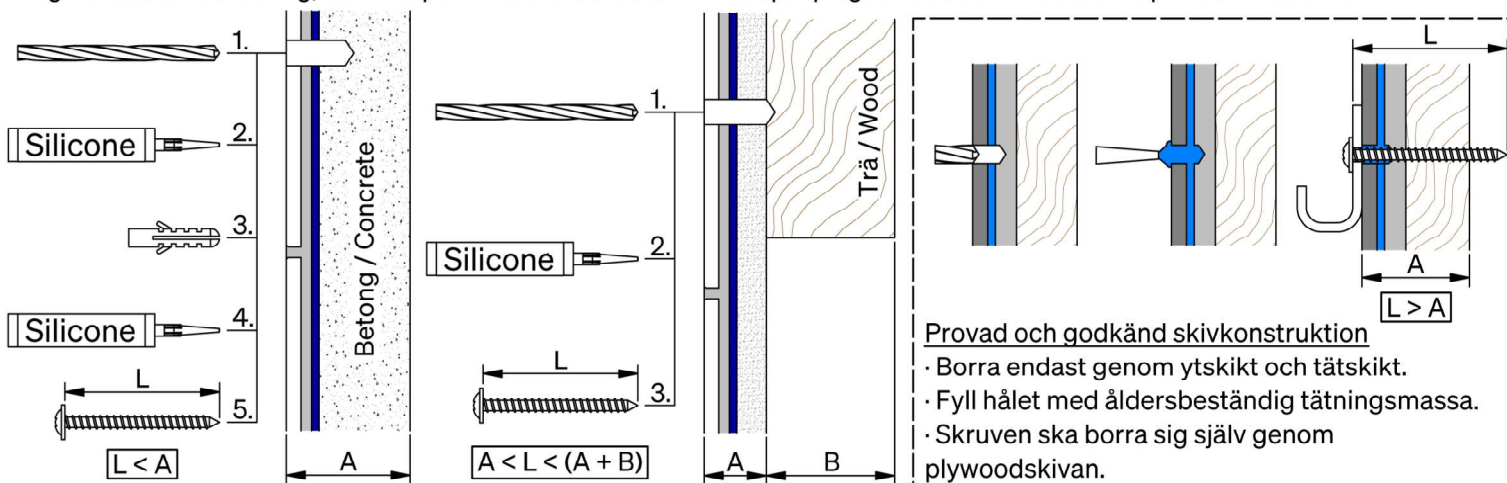 1.
Silicone
2.
3.
Silicone
4.
L
5.
L < A
Betong / Concrete
A
1.
Silicone
2.
L
3.
A < L < (A + B)
Trä / Wood
A
B
L
A
L > A
Provad och godkänd skivkonstruktion
· Borra endast genom ytskikt och tätskikt.
· Fyll hålet med åldersbeständig tätningsmassa.
· Skruven ska borra sig själv genom
plywoodskivan.